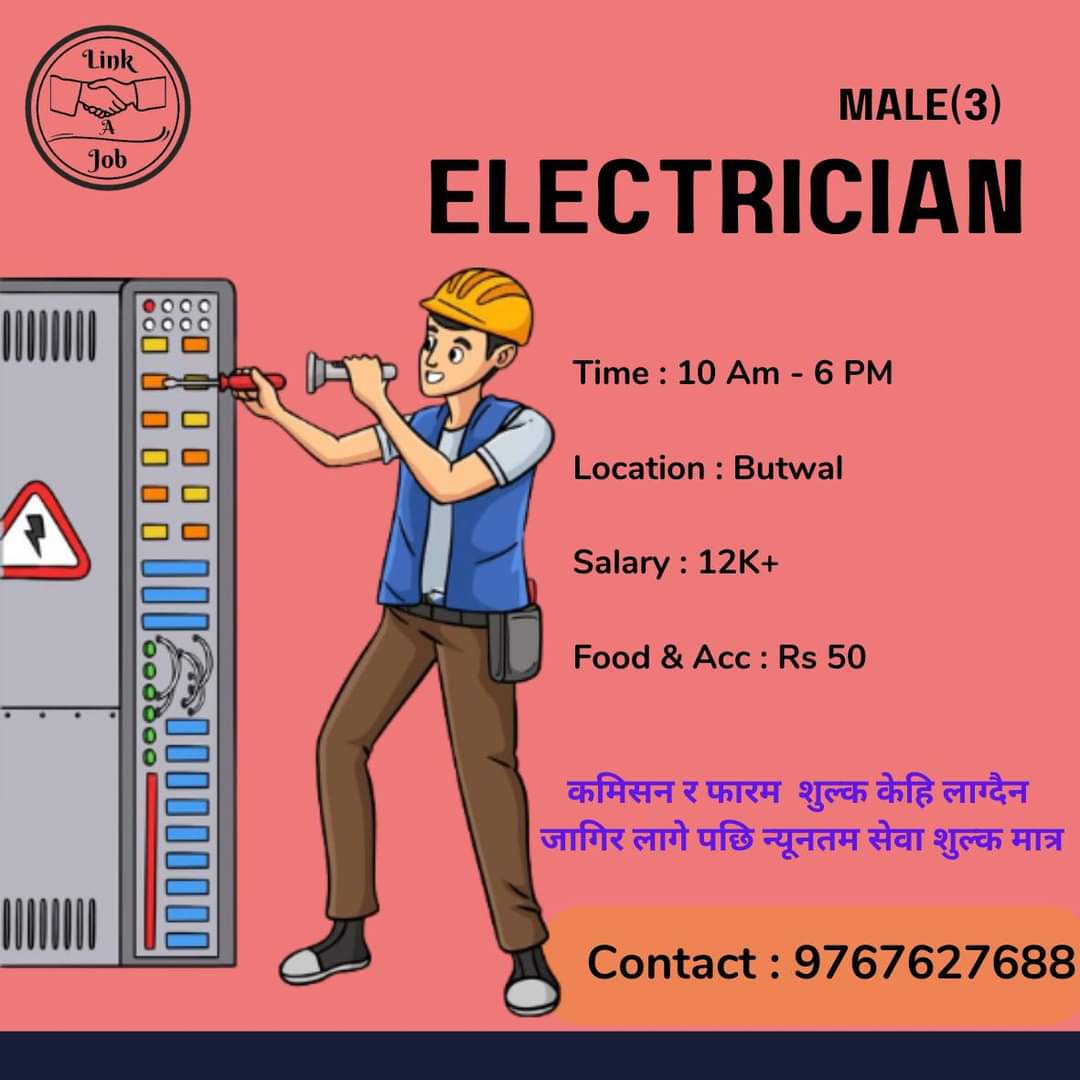 Link
A
Job
MALE(3)
ELECTRICIAN
Time : 10 Am - 6 PM
Location : Butwal
Salary : 12K+
Food & Acc : Rs 50
कमिसन र फारम शुल्क केहि लाग्दैन
जागिर लागे पछि न्यूनतम सेवा शुल्क मात्र
Contact : 9767627688